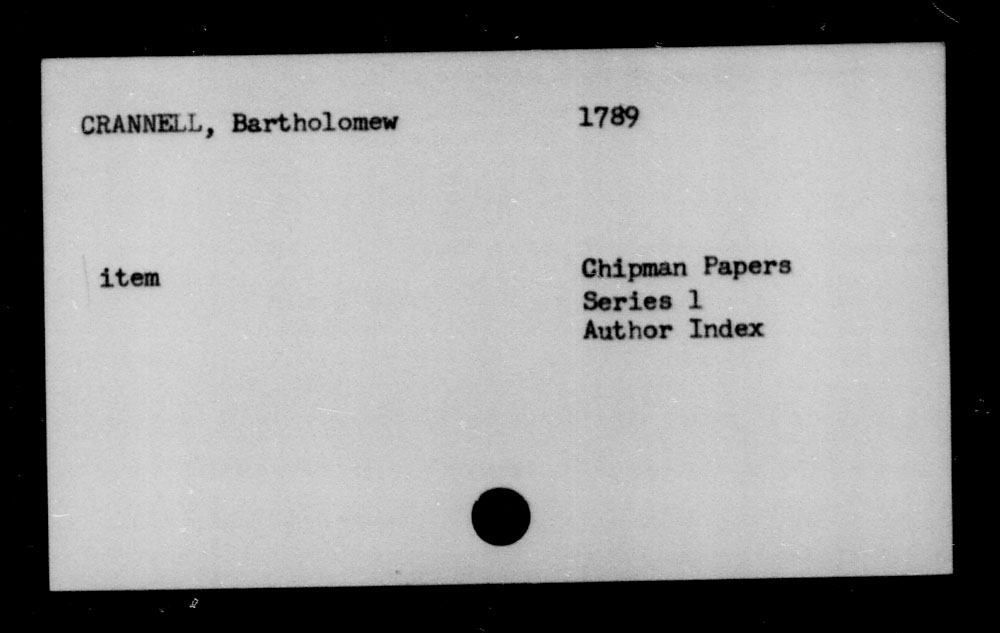 CRANNELL, Bartholomew 1789
item
Chipman Papers
Series 1
Author Index